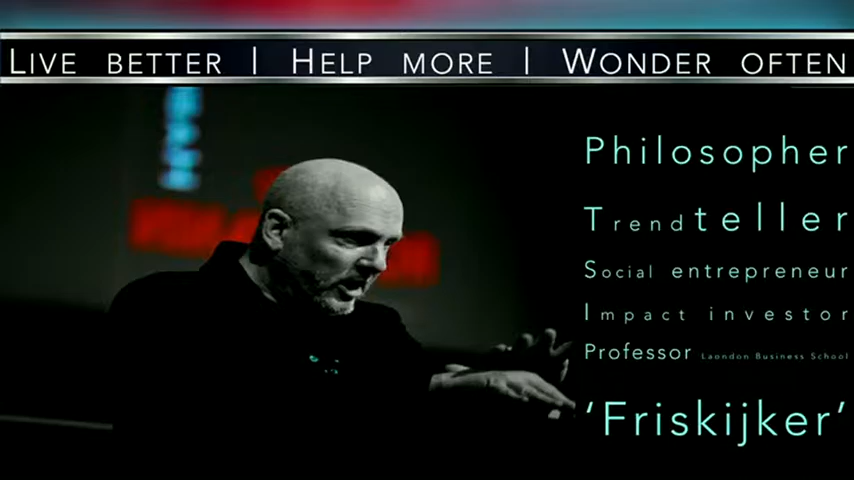 LIVE BETTER | HELP MORE | WONDER OFTEN
Philosopher
Trendteller
Social entrepreneur
Impact investor
Professor Laondon Business School
'Friskijker'